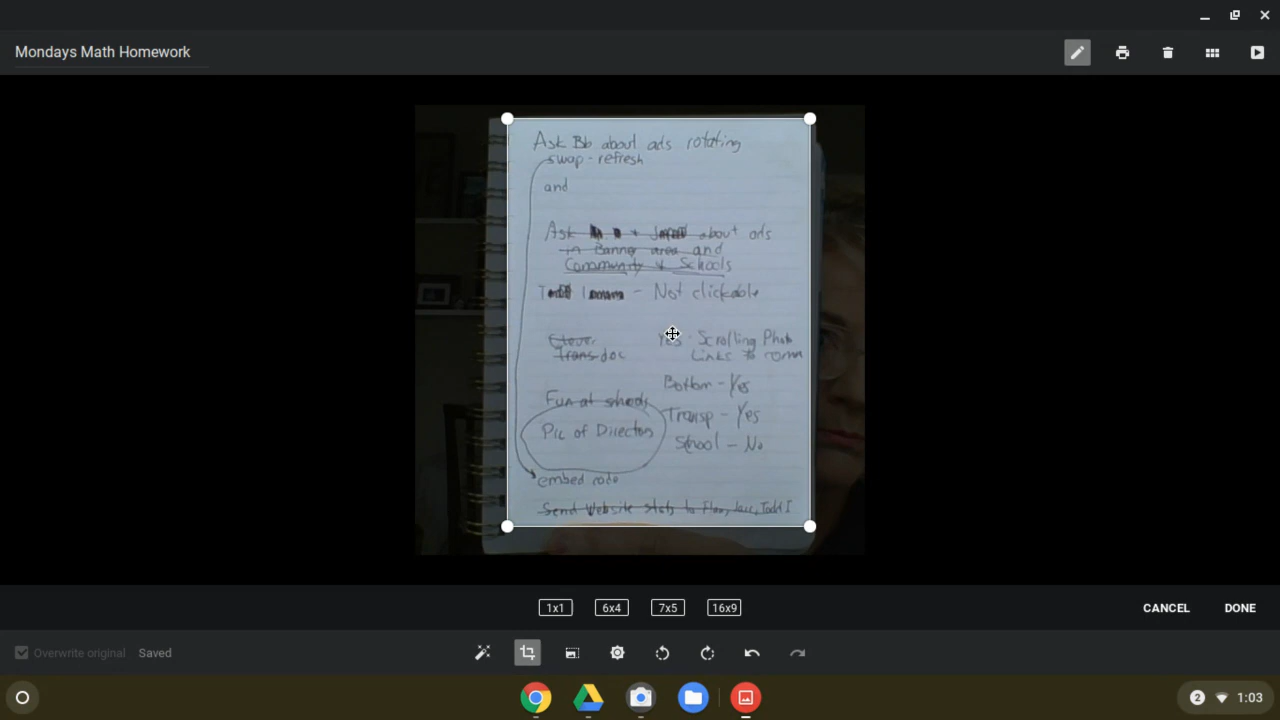 Mondays Math Homework
Ask Bb about ads rotating
swap - refresh
and
Ask + about ads
in Banner area and
Community & Schools
- Not clickable
Clever
Trans doc
Yes - Scrolling Photo
Links to comm
Bottom - Yes
Fun at
Transp - Yes
Pic of Directors
School - No
embed code
Send Website stats to Todd I
1x1 6x4 7x5 16x9 CANCEL DONE
Overwrite original Saved
2 1:03